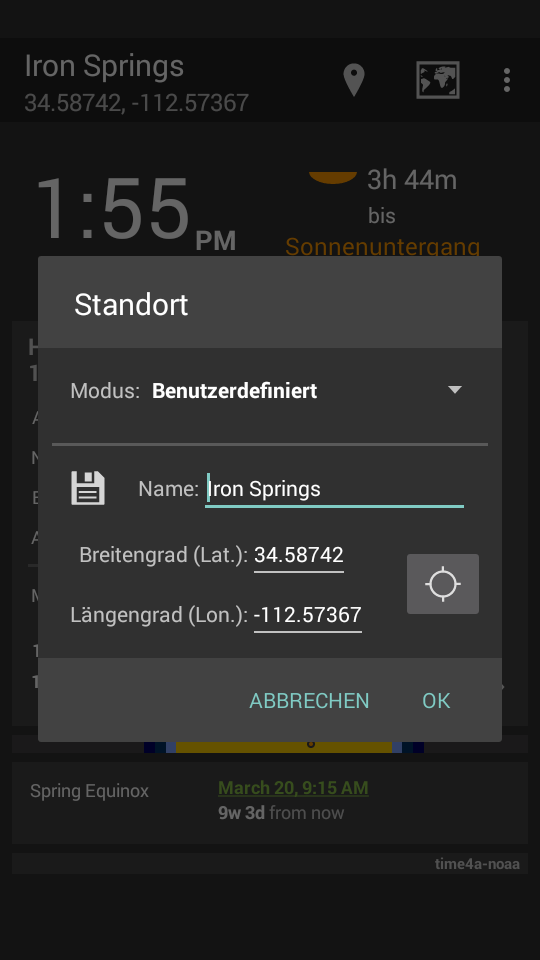 Iron Springs
34.58742, -112.57367
1:55 PM
3h 44m
bis
Sonnenuntergang
Standort
Modus: Benutzerdefiniert
Name: Iron Springs
Breitengrad (Lat.): 34.58742
Längengrad (Lon.): -112.57367
ABBRECHEN OK
Spring Equinox
March 20, 9:15 AM
9w 3d from now
time4a-noaa